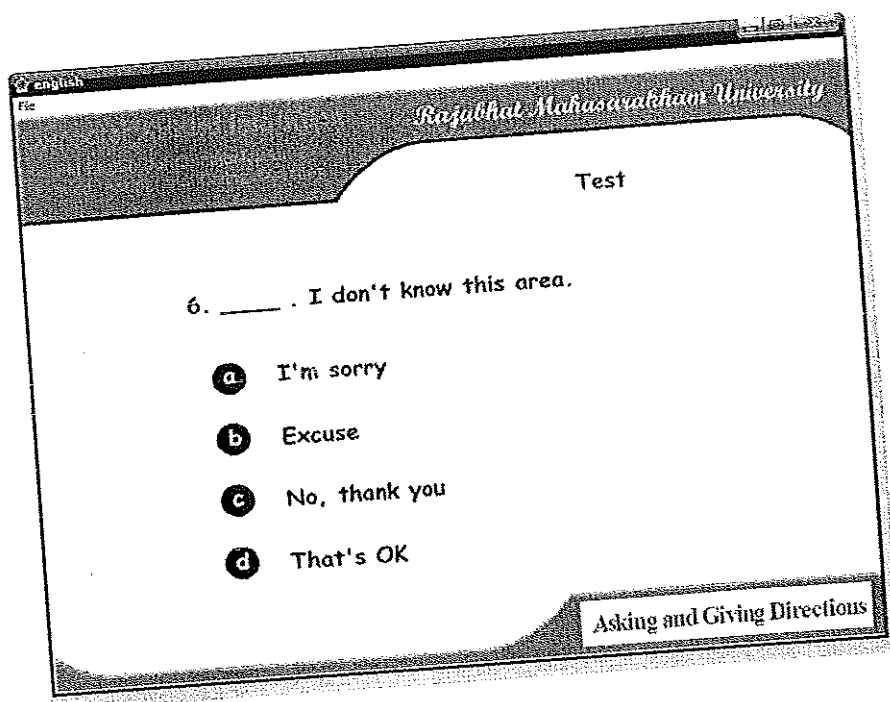 english
File
Rajabhat Mahasarakham University
Test
6. _____ . I don't know this area.
a I'm sorry
b Excuse
c No, thank you
d That's OK
Asking and Giving Directions